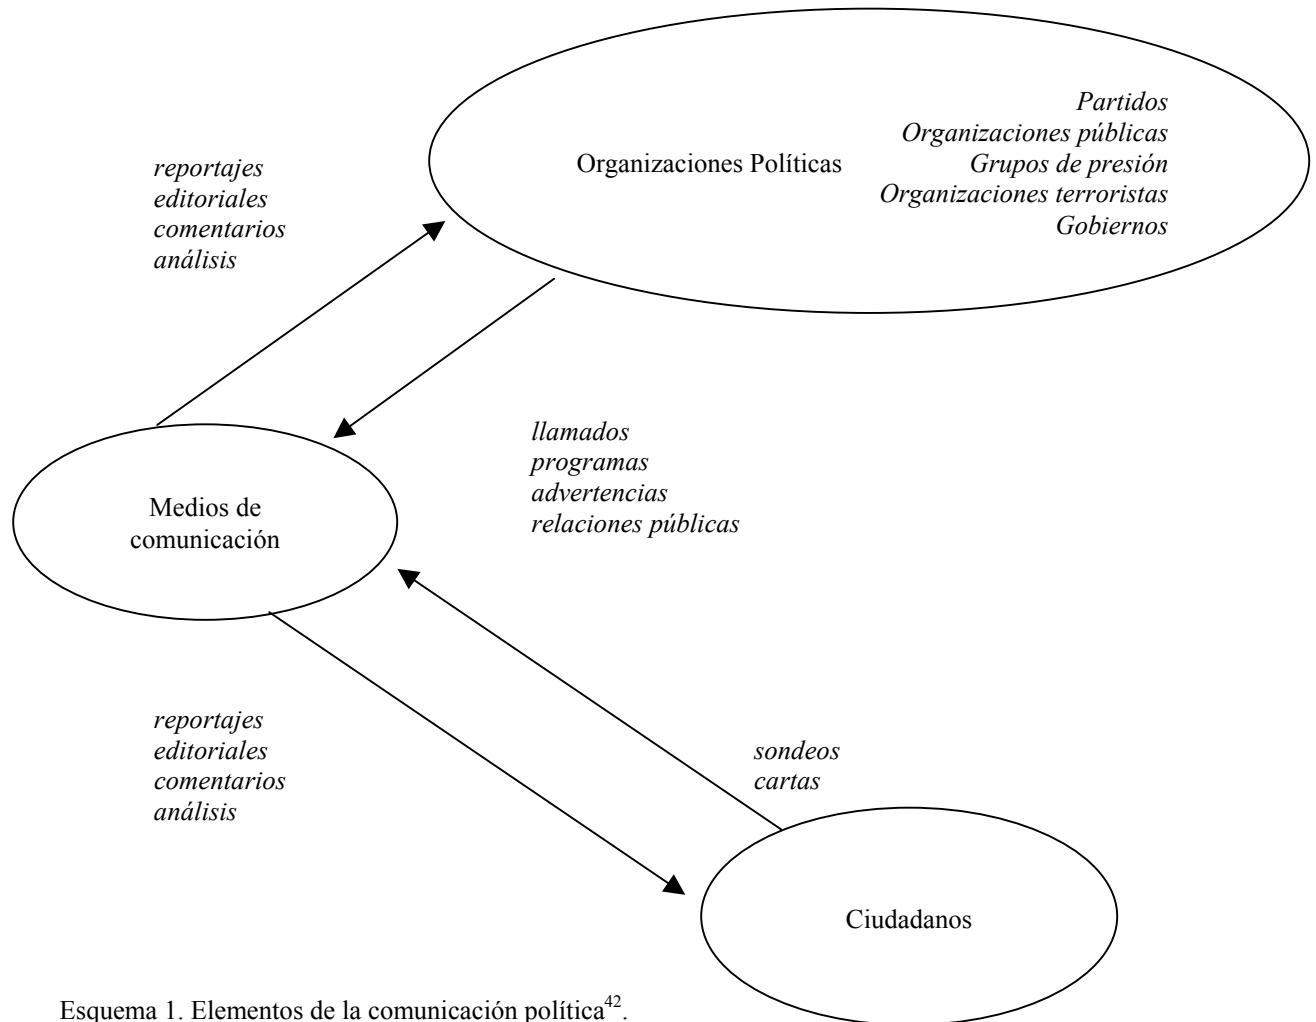 Partidos
Organizaciones públicas
Organizaciones Políticas
Grupos de presión
Organizaciones terroristas
Gobiernos
reportajes
editoriales
comentarios
análisis
llamados
programas
advertencias
relaciones públicas
Medios de
comunicación
reportajes
editoriales
comentarios
análisis
sondeos
cartas
Ciudadanos
Esquema 1. Elementos de la comunicación política⁴².